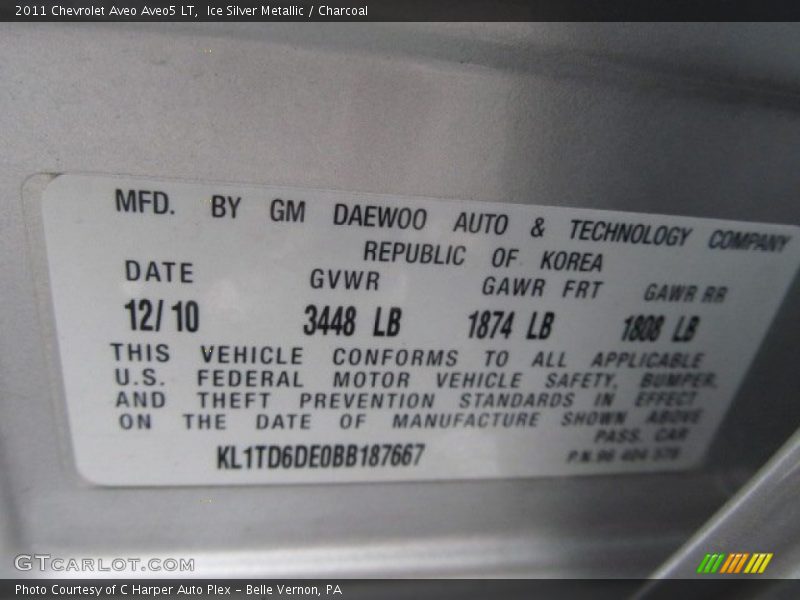 2011 Chevrolet Aveo Aveo5 LT, Ice Silver Metallic / Charcoal
MFD. BY GM DAEWOO AUTO & TECHNOLOGY COMPANY
REPUBLIC OF KOREA
DATE GVWR GAWR FRT GAWR RR
12/10 3448 LB 1874 LB 1808 LB
THIS VEHICLE CONFORMS TO ALL APPLICABLE
U.S. FEDERAL MOTOR VEHICLE SAFETY, BUMPER,
AND THEFT PREVENTION STANDARDS IN EFFECT
ON THE DATE OF MANUFACTURE SHOWN ABOVE
PASS. CAR
KL1TD6DE0BB187667 P.N 96
GTcarlot.com
Photo Courtesy of C Harper Auto Plex - Belle Vernon, PA